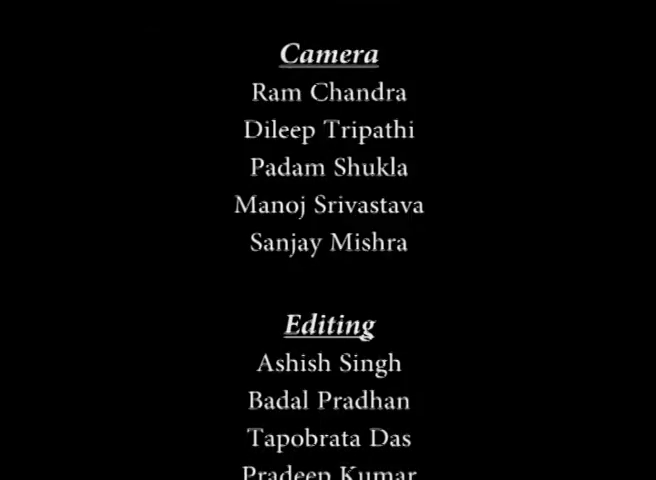 Camera
Ram Chandra
Dileep Tripathi
Padam Shukla
Manoj Srivastava
Sanjay Mishra
Editing
Ashish Singh
Badal Pradhan
Tapobrata Das
Pradeep Kumar